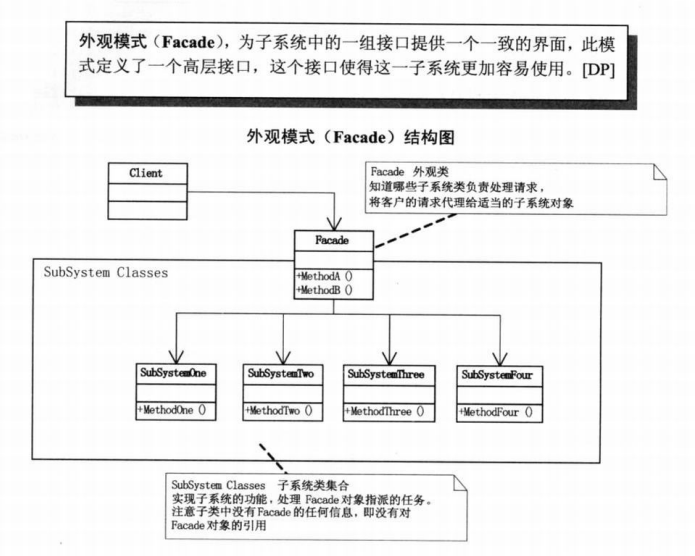 外观模式（Facade），为子系统中的一组接口提供一个一致的界面，此模
式定义了一个高层接口，这个接口使得这一子系统更加容易使用。[DP]
外观模式（Facade）结构图
Client
Facade 外观类
知道哪些子系统类负责处理请求，
将客户的请求代理给适当的子系统对象
Facade
+MethodA ()
+MethodB ()
SubSystem Classes
SubSystemOne
+MethodOne ()
SubSystemTwo
+MethodTwo ()
SubSystemThree
+MethodThree ()
SubSystemFour
+MethodFour ()
SubSystem Classes 子系统类集合
实现子系统的功能，处理 Facade对象指派的任务。
注意子类中没有Facade的任何信息，即没有对
Facade对象的引用